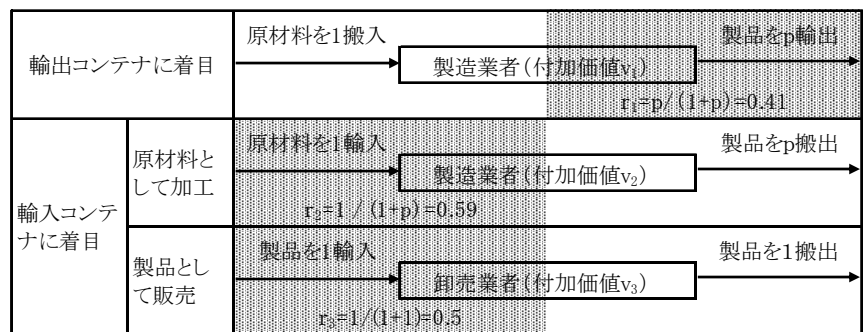 輸出コンテナに着目
原材料を1搬入
製造業者(付加価値v₁)
製品をp輸出
r₁=p/(1+p)=0.41
輸入コンテ
ナに着目
原材料と
して加工
原材料を1輸入
製造業者(付加価値v₂)
製品をp搬出
r₂=1 / (1+p)=0.59
製品とし
て販売
製品を1輸入
卸売業者(付加価値v₃)
製品を1搬出
r₃=1/(1+1)=0.5